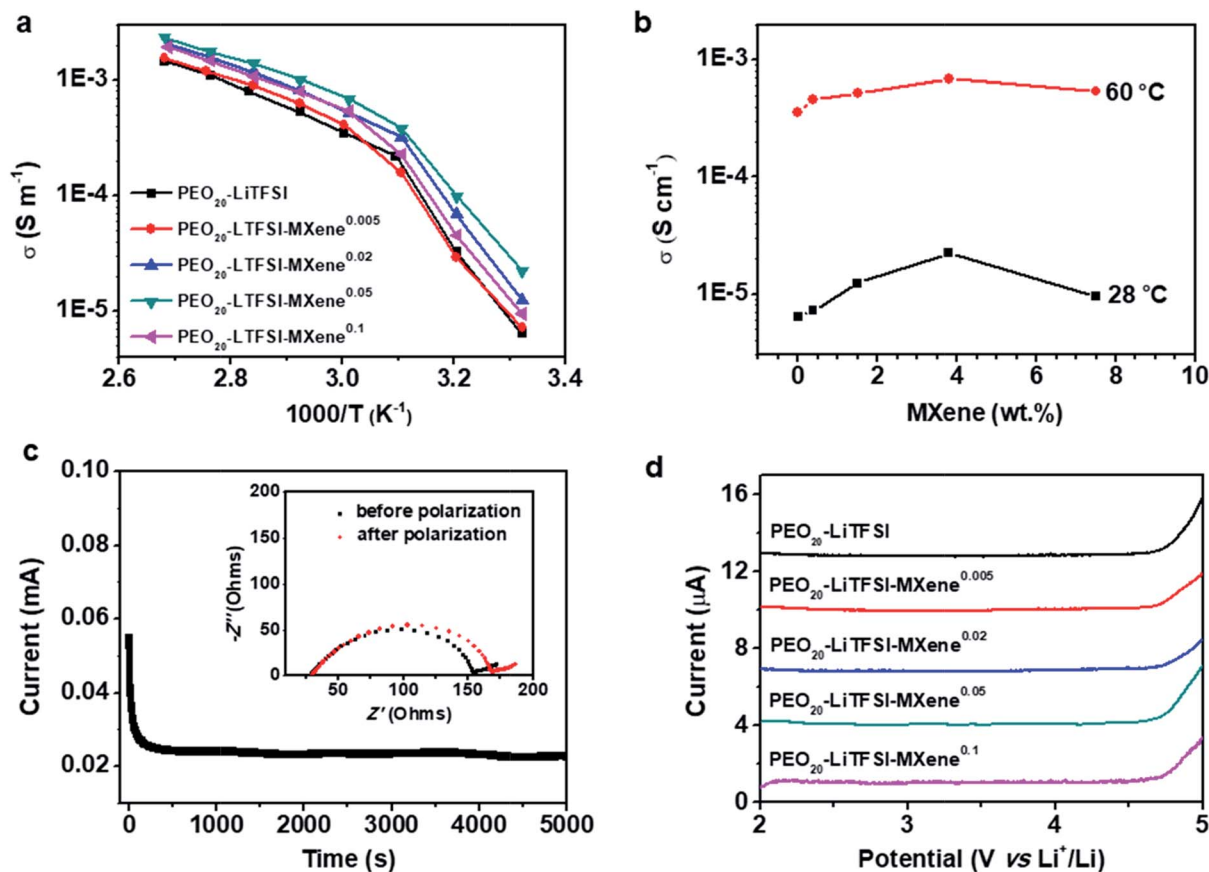 a
1E-3
1E-4
1E-5
σ (S m⁻¹)
PEO₂₀-LiTFSI
PEO₂₀-LTFSI-MXene⁰·⁰⁰⁵
PEO₂₀-LTFSI-MXene⁰·⁰²
PEO₂₀-LTFSI-MXene⁰·⁰⁵
PEO₂₀-LTFSI-MXene⁰·¹
2.6 2.8 3.0 3.2 3.4
1000/T (K⁻¹)
b
1E-3
1E-4
1E-5
σ (S cm⁻¹)
60 °C
28 °C
0 2 4 6 8 10
MXene (wt.%)
c
0.10
0.08
0.06
0.04
0.02
Current (mA)
200
150
100
50
0
-Z''(Ohms)
before polarization
after polarization
50 100 150 200
Z' (Ohms)
0 1000 2000 3000 4000 5000
Time (s)
d
16
12
8
4
0
Current (μA)
PEO₂₀-LiTFSI
PEO₂₀-LiTFSI-MXene⁰·⁰⁰⁵
PEO₂₀-LiTFSI-MXene⁰·⁰²
PEO₂₀-LiTFSI-MXene⁰·⁰⁵
PEO₂₀-LiTFSI-MXene⁰·¹
2 3 4 5
Potential (V vs Li⁺/Li)